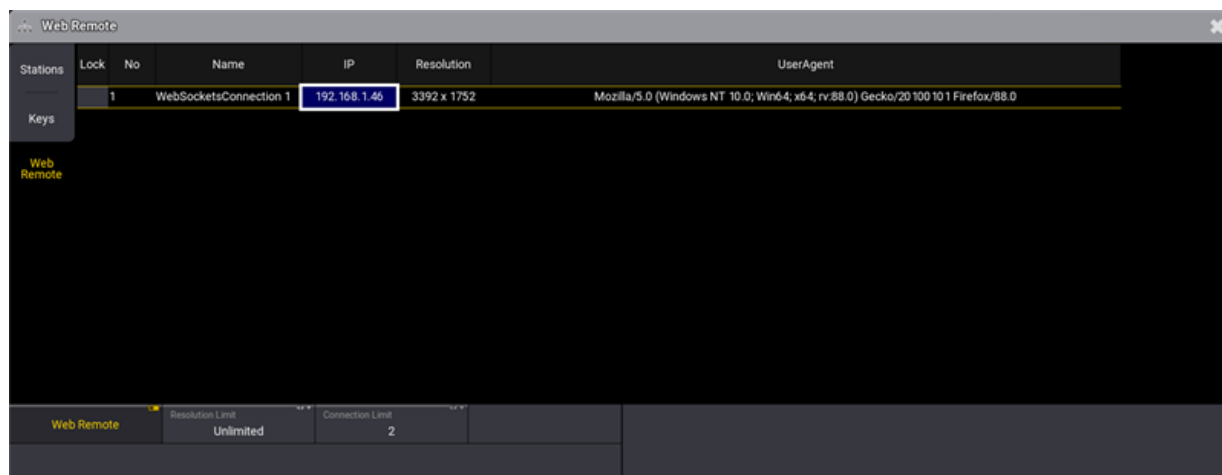 Web Remote
Stations
Keys
Web
Remote
Lock No Name IP Resolution UserAgent
1 WebSocketsConnection 1 192.168.1.46 3392 x 1752 Mozilla/5.0 (Windows NT 10.0; Win64; x64; rv:88.0) Gecko/20100101 Firefox/88.0
Web Remote
Resolution Limit
Unlimited
Connection Limit
2